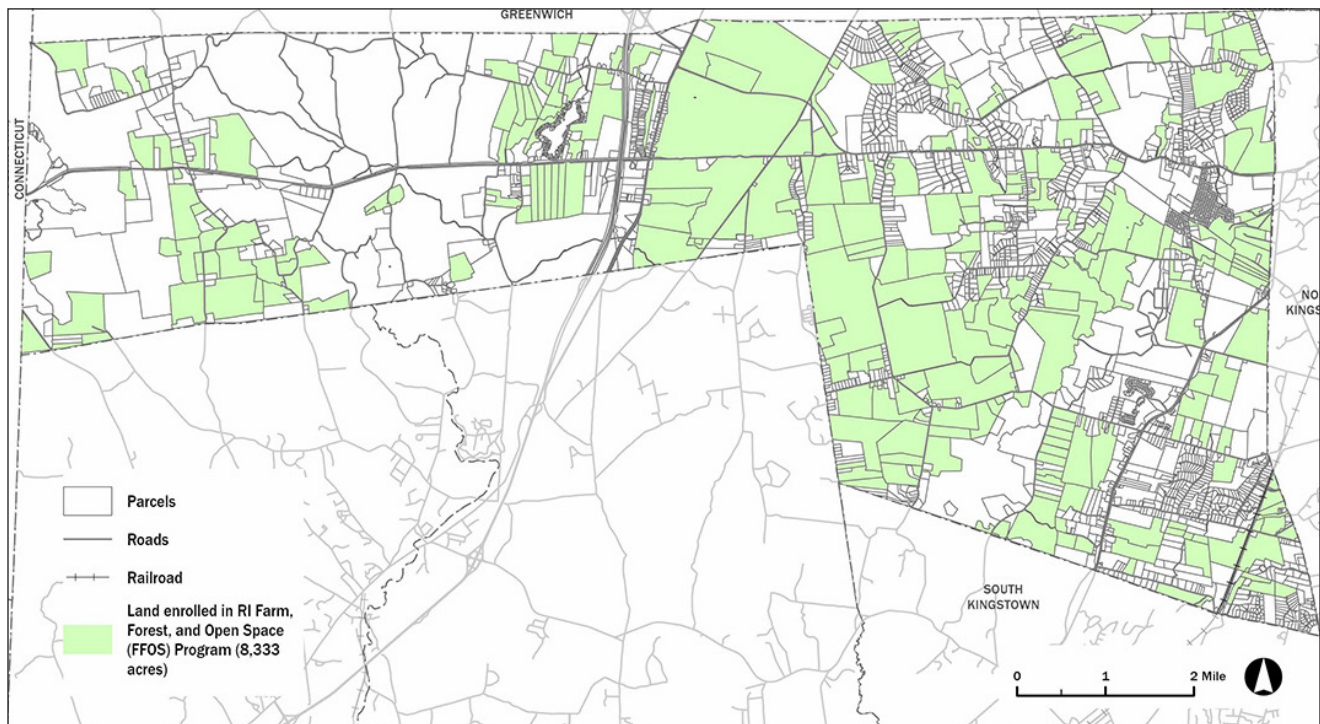 GREENWICH
CONNECTICUT
NO
KINGS
Parcels
Roads
Railroad
Land enrolled in RI Farm,
Forest, and Open Space
(FFOS) Program (8,333
acres)
SOUTH
KINGSTOWN
0 1 2 Mile